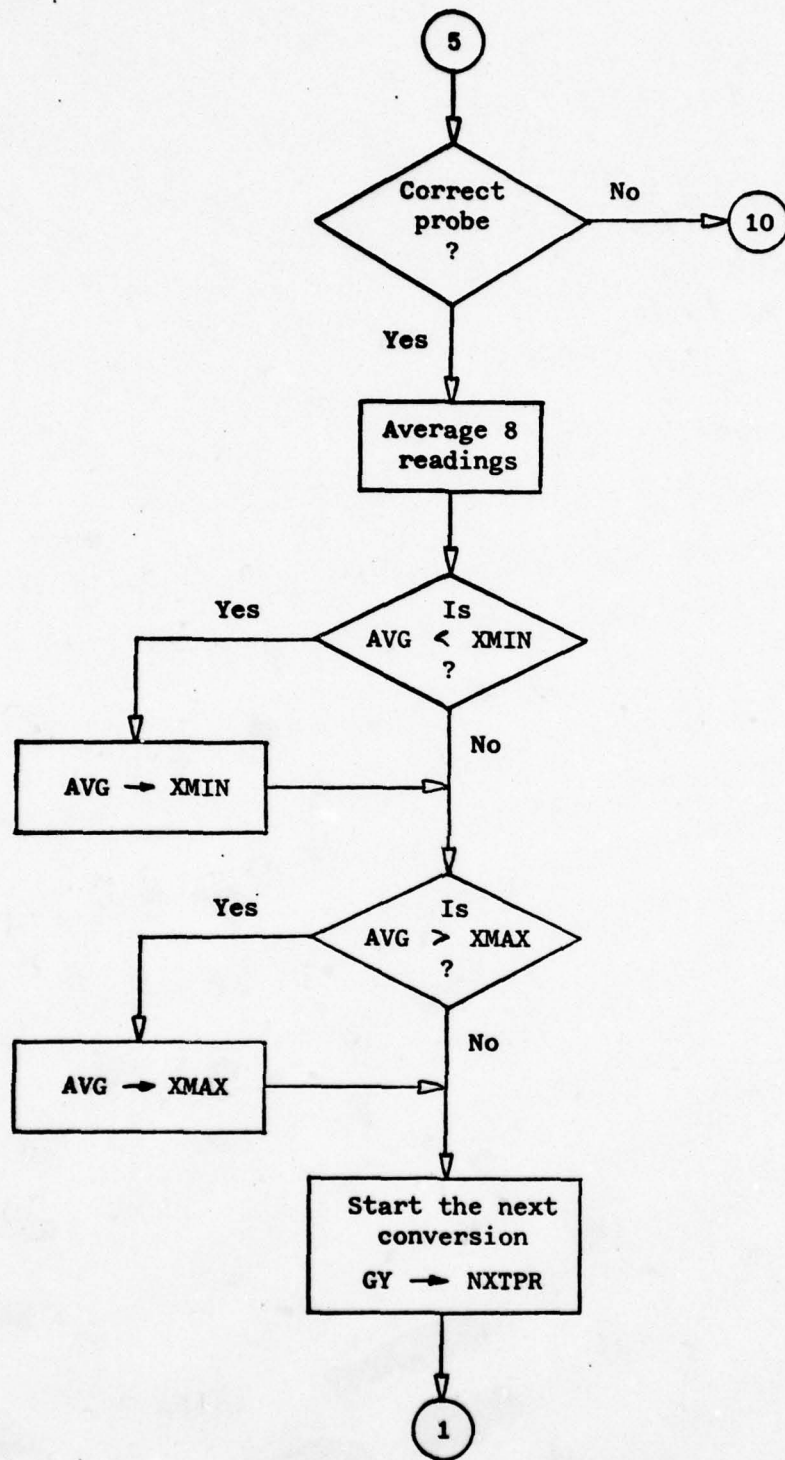 5
Correct
probe
?
No
10
Yes
Average 8
readings
Yes
Is
AVG < XMIN
?
No
AVG → XMIN
Yes
Is
AVG > XMAX
?
No
AVG → XMAX
Start the next
conversion
GY → NXTPR
1